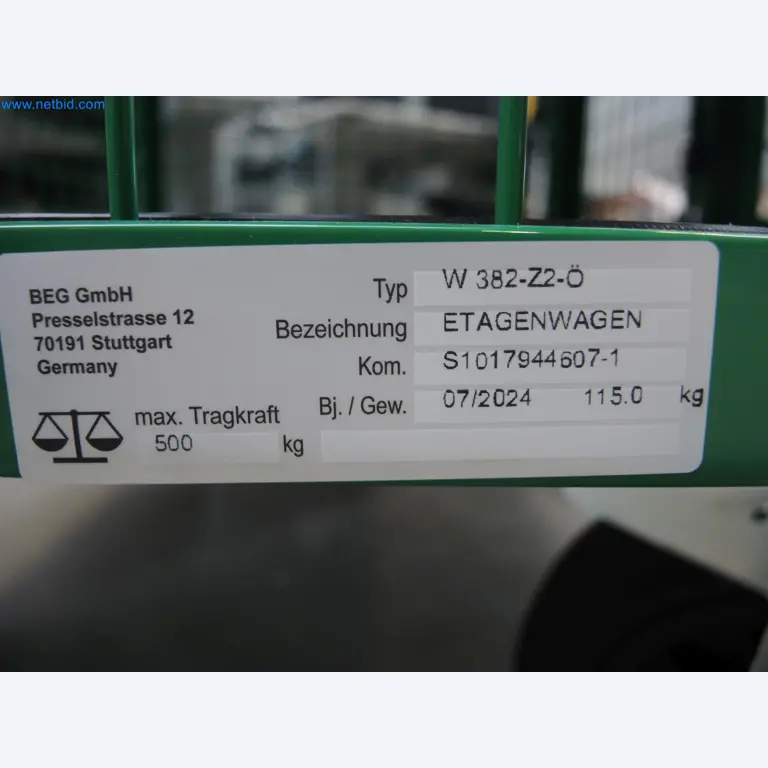 www.netbid.com
BEG GmbH
Presselstrasse 12
70191 Stuttgart
Germany
max. Tragkraft
500 kg
Typ W 382-Z2-Ö
Bezeichnung ETAGENWAGEN
Kom. S1017944607-1
Bj. / Gew. 07/2024 115.0 kg